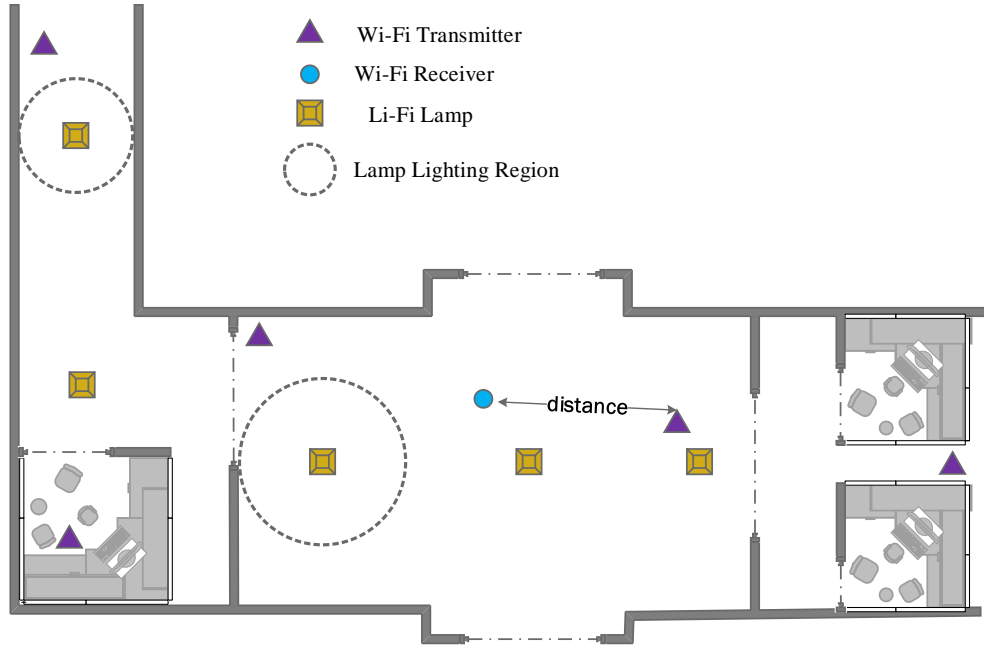 Wi-Fi Transmitter
Wi-Fi Receiver
Li-Fi Lamp
Lamp Lighting Region
distance